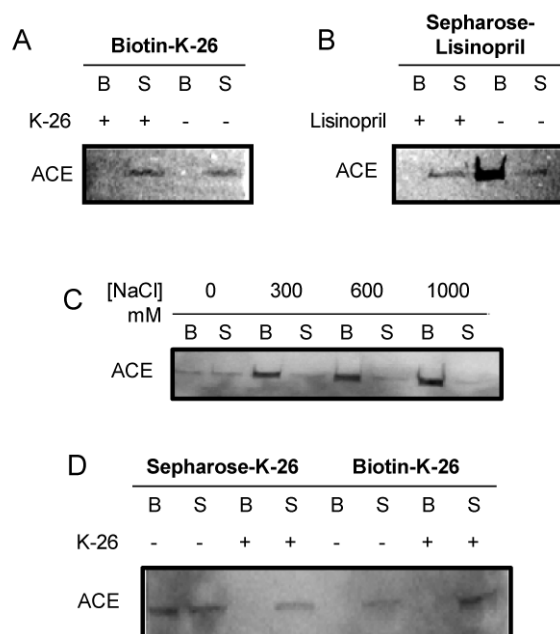 A
Biotin-K-26
B S B S
K-26 + + - -
ACE
B
Sepharose-
Lisinopril
B S B S
Lisinopril + + - -
ACE
C
[NaCl] 0 300 600 1000
mM
B S B S B S B S
ACE
D
Sepharose-K-26 Biotin-K-26
B S B S B S B S
K-26 - - + + - - + +
ACE